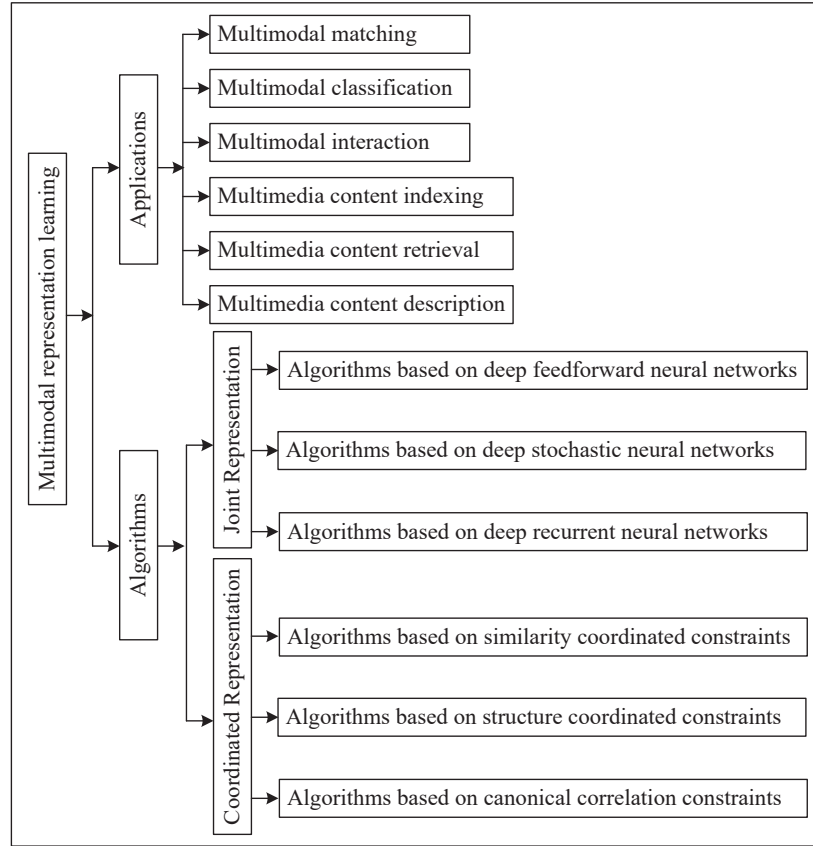 Multimodal representation learning
Applications
Multimodal matching
Multimodal classification
Multimodal interaction
Multimedia content indexing
Multimedia content retrieval
Multimedia content description
Algorithms
Joint Representation
Algorithms based on deep feedforward neural networks
Algorithms based on deep stochastic neural networks
Algorithms based on deep recurrent neural networks
Coordinated Representation
Algorithms based on similarity coordinated constraints
Algorithms based on structure coordinated constraints
Algorithms based on canonical correlation constraints